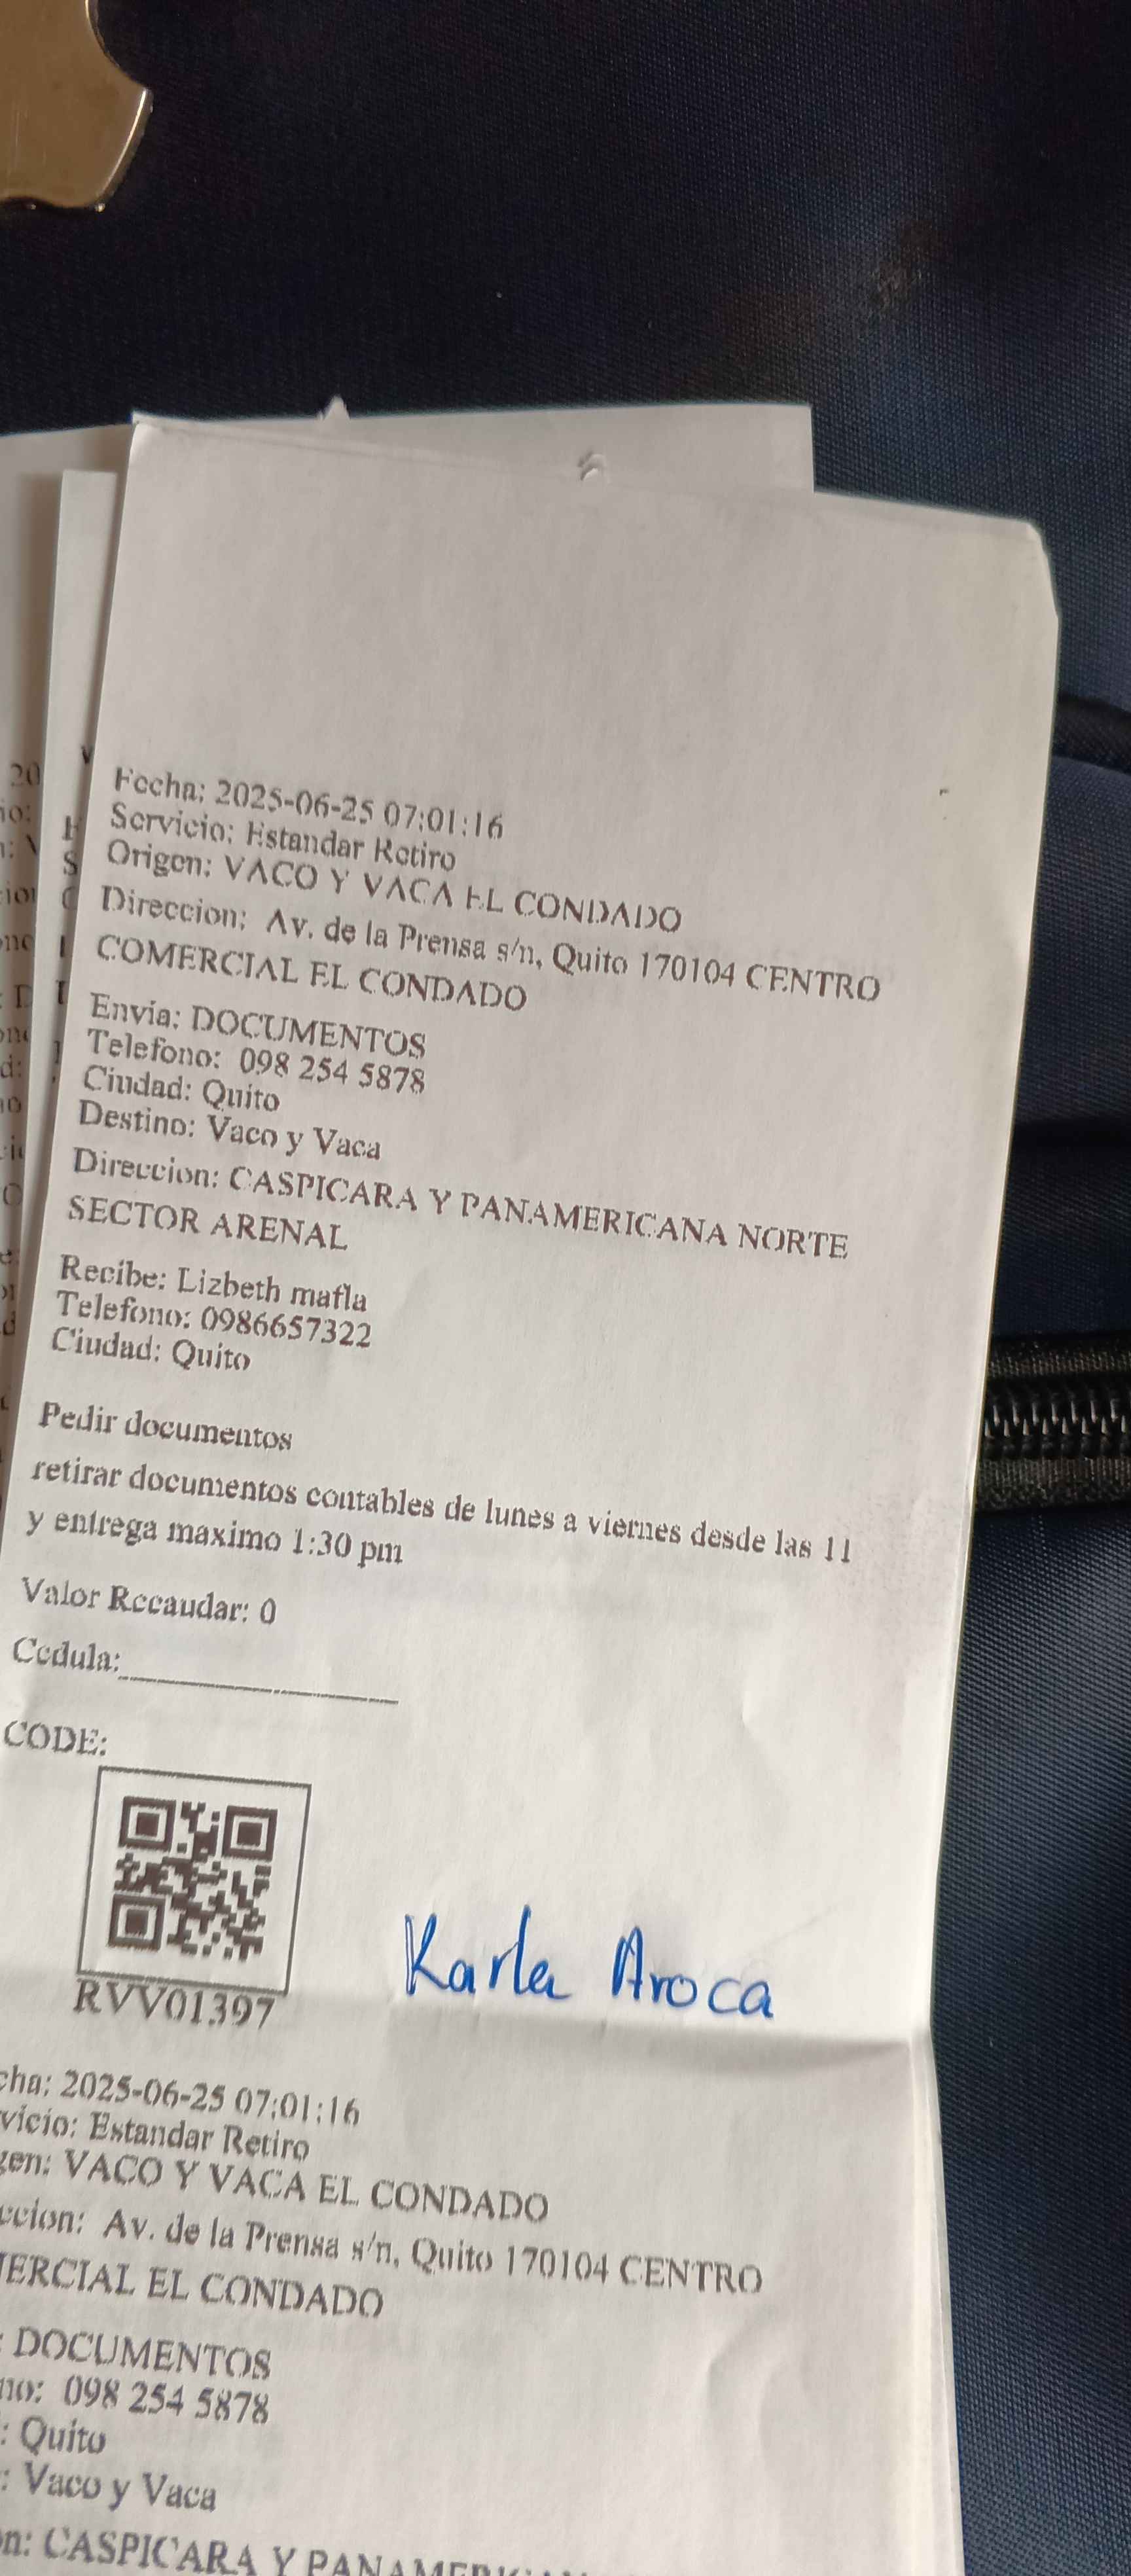 Fecha: 2025-06-25 07:01:16
Servicio: Estandar Retiro
Origen: VACO Y VACA EL CONDADO
Direccion: Av. de la Prensa s/n, Quito 170104 CENTRO
COMERCIAL EL CONDADO
Envia: DOCUMENTOS
Telefono: 098 254 5878
Ciudad: Quito
Destino: Vaco y Vaca
Direccion: CASPICARA Y PANAMERICANA NORTE
SECTOR ARENAL
Recibe: Lizbeth mafla
Telefono: 0986657322
Ciudad: Quito
Pedir documentos
retirar documentos contables de lunes a viernes desde las 11
y entrega maximo 1:30 pm
Valor Recaudar: 0
Cedula:
CODE:
RVV01397
Karla Aroca
cha: 2025-06-25 07:01:16
vicio: Estandar Retiro
gen: VACO Y VACA EL CONDADO
ccion: Av. de la Prensa s/n, Quito 170104 CENTRO
MERCIAL EL CONDADO
: DOCUMENTOS
no: 098 254 5878
: Quito
: Vaco y Vaca
on: CASPICARA Y PANAMERICAN